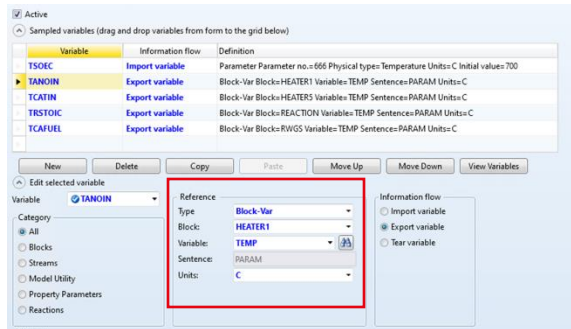 Active
Sampled variables (drag and drop variables from form to the grid below)
Variable Information flow Definition
TSOEC Import variable Parameter Parameter no.=666 Physical type=Temperature Units=C Initial value=700
TANOIN Export variable Block-Var Block=HEATER1 Variable=TEMP Sentence=PARAM Units=C
TCATIN Export variable Block-Var Block=HEATER5 Variable=TEMP Sentence=PARAM Units=C
TRSTOIC Export variable Block-Var Block=REACTION Variable=TEMP Sentence=PARAM Units=C
TCAFUEL Export variable Block-Var Block=RWGS Variable=TEMP Sentence=PARAM Units=C
New Delete Copy Paste Move Up Move Down View Variables
Edit selected variable
Variable TANOIN
Category
All
Blocks
Streams
Model Utility
Property Parameters
Reactions
Reference
Type Block-Var
Block: HEATER1
Variable: TEMP
Sentence: PARAM
Units: C
Information flow
Import variable
Export variable
Tear variable